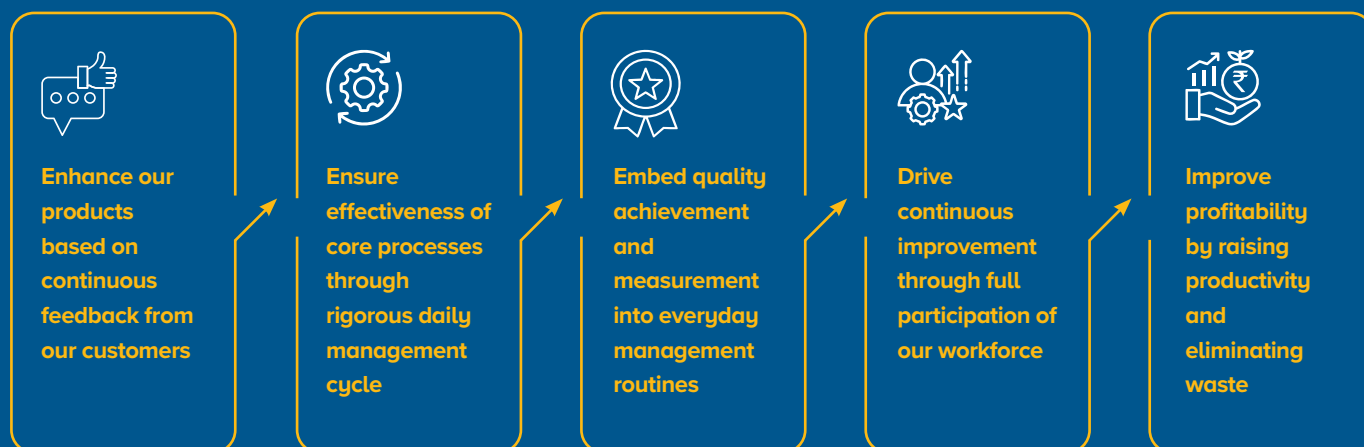 Enhance our
products
based on
continuous
feedback from
our customers
Ensure
effectiveness of
core processes
through
rigorous daily
management
cycle
Embed quality
achievement
and
measurement
into everyday
management
routines
Drive
continuous
improvement
through full
participation of
our workforce
₹
Improve
profitability
by raising
productivity
and
eliminating
waste